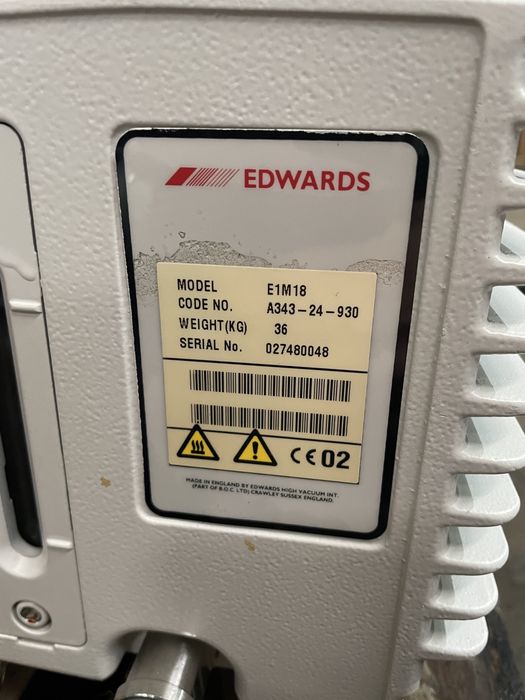 EDWARDS
MODEL E1M18
CODE NO. A343-24-930
WEIGHT(KG) 36
SERIAL No. 027480048
CE 02
MADE IN ENGLAND BY EDWARDS HIGH VACUUM INT.
(PART OF B.O.C. LTD) CRAWLEY SUSSEX ENGLAND.